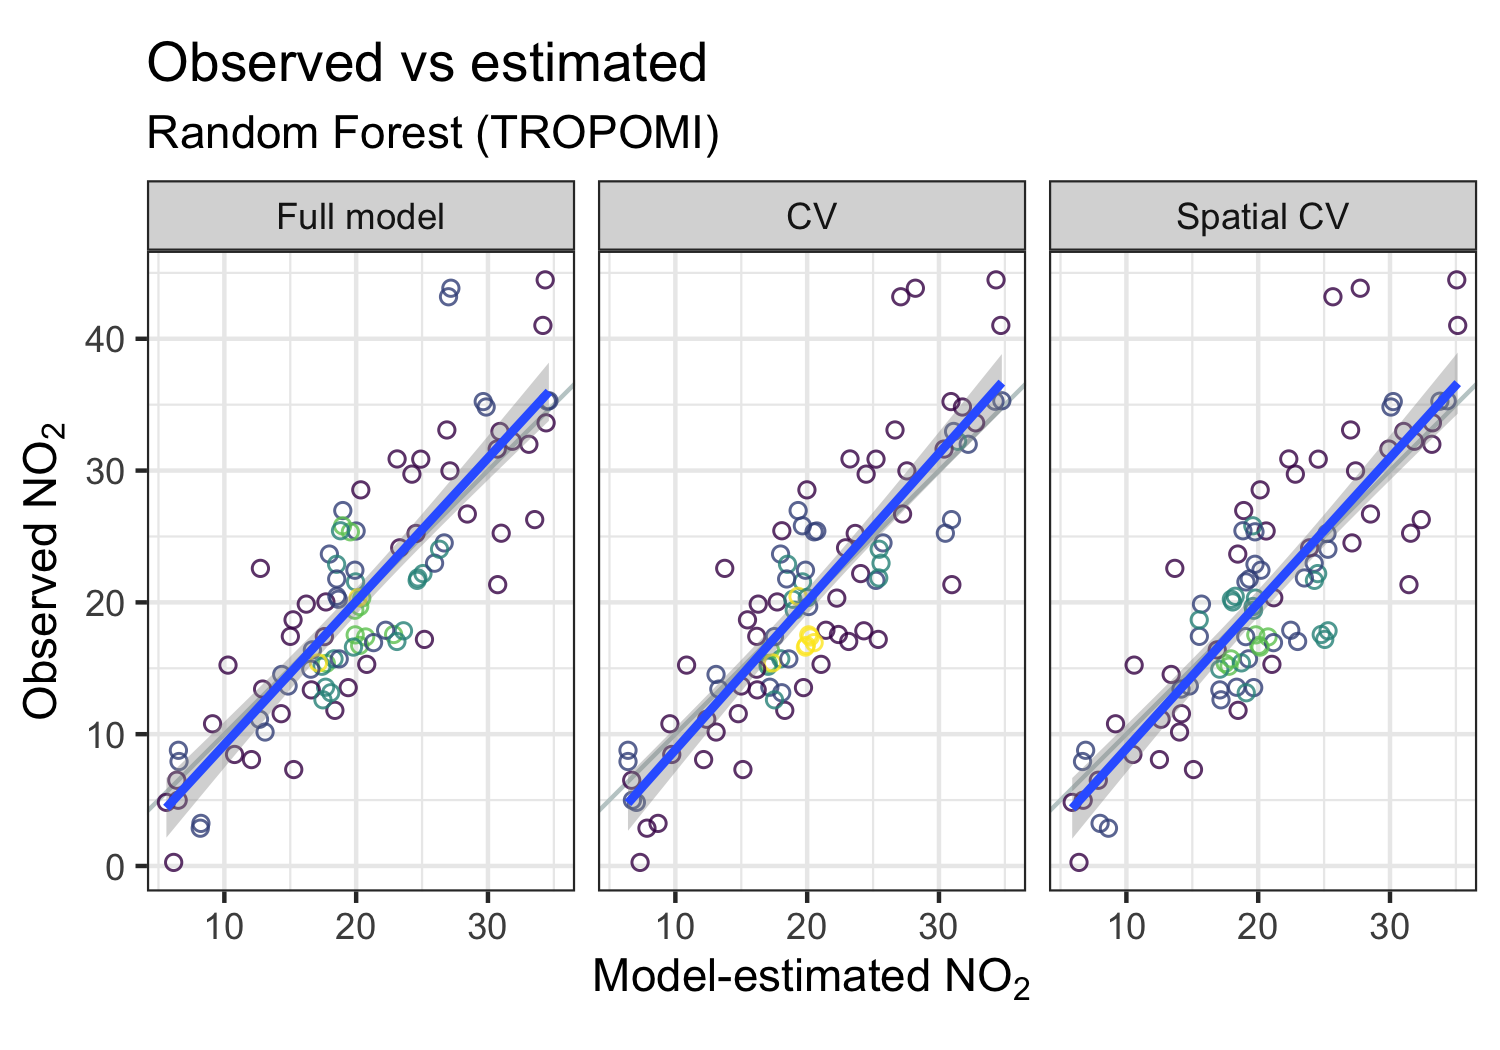 Observed vs estimated
Random Forest (TROPOMI)
Full model
CV
Spatial CV
Observed NO₂
40
30
20
10
0
10 20 30
10 20 30
10 20 30
Model-estimated NO₂